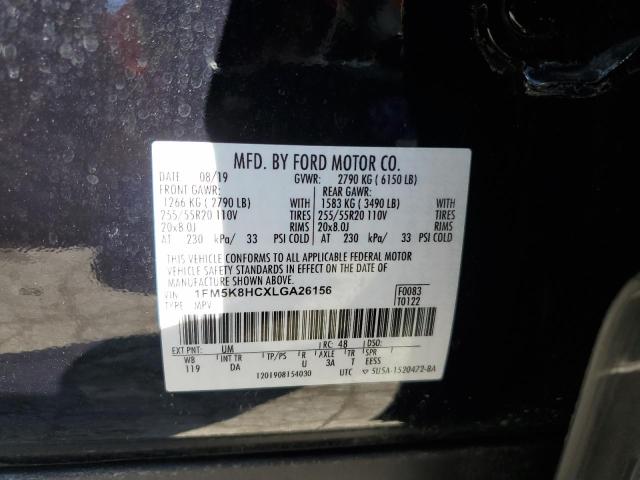 MFD. BY FORD MOTOR CO.
DATE 08/19 GVWR: 2790 KG (6150 LB)
FRONT GAWR: REAR GAWR:
1266 KG (2790 LB) WITH 1583 KG (3490 LB) WITH
255/55R20 110V TIRES 255/55R20 110V TIRES
20x8.0J RIMS 20x8.0J RIMS
AT 230 kPa/ 33 PSI COLD AT 230 kPa/ 33 PSI COLD
THIS VEHICLE CONFORMS TO ALL APPLICABLE FEDERAL MOTOR
VEHICLE SAFETY AND BUMPER STANDARDS IN EFFECT ON THE DATE OF
MANUFACTURE SHOWN ABOVE.
VIN: 1FM5K8HCXLGA26156 F0083
TYPE: MPV T0122
EXT PNT: UM RC: 48 DSO:
WB INT TR TP/PS R AXLE TR SPR
119 DA U 3A T EESS
1201908154030 UTC 5U5A-1520472-BA